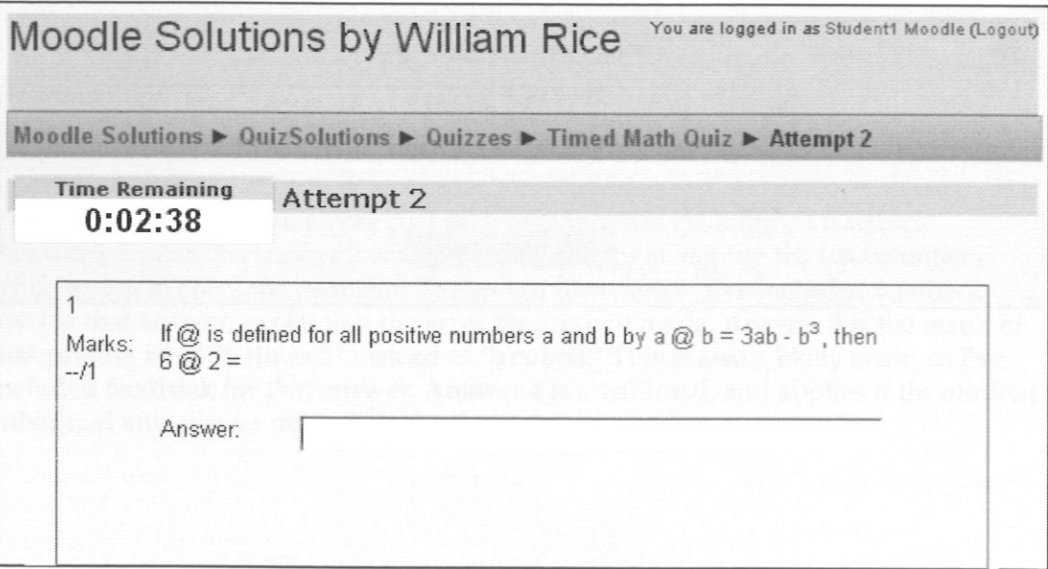 Moodle Solutions by William Rice
You are logged in as Student1 Moodle (Logout)
Moodle Solutions ► QuizSolutions ► Quizzes ► Timed Math Quiz ► Attempt 2
Time Remaining
0:02:38
Attempt 2
1
Marks:
--/1
If @ is defined for all positive numbers a and b by a @ b = 3ab - b³, then
6 @ 2 =
Answer: